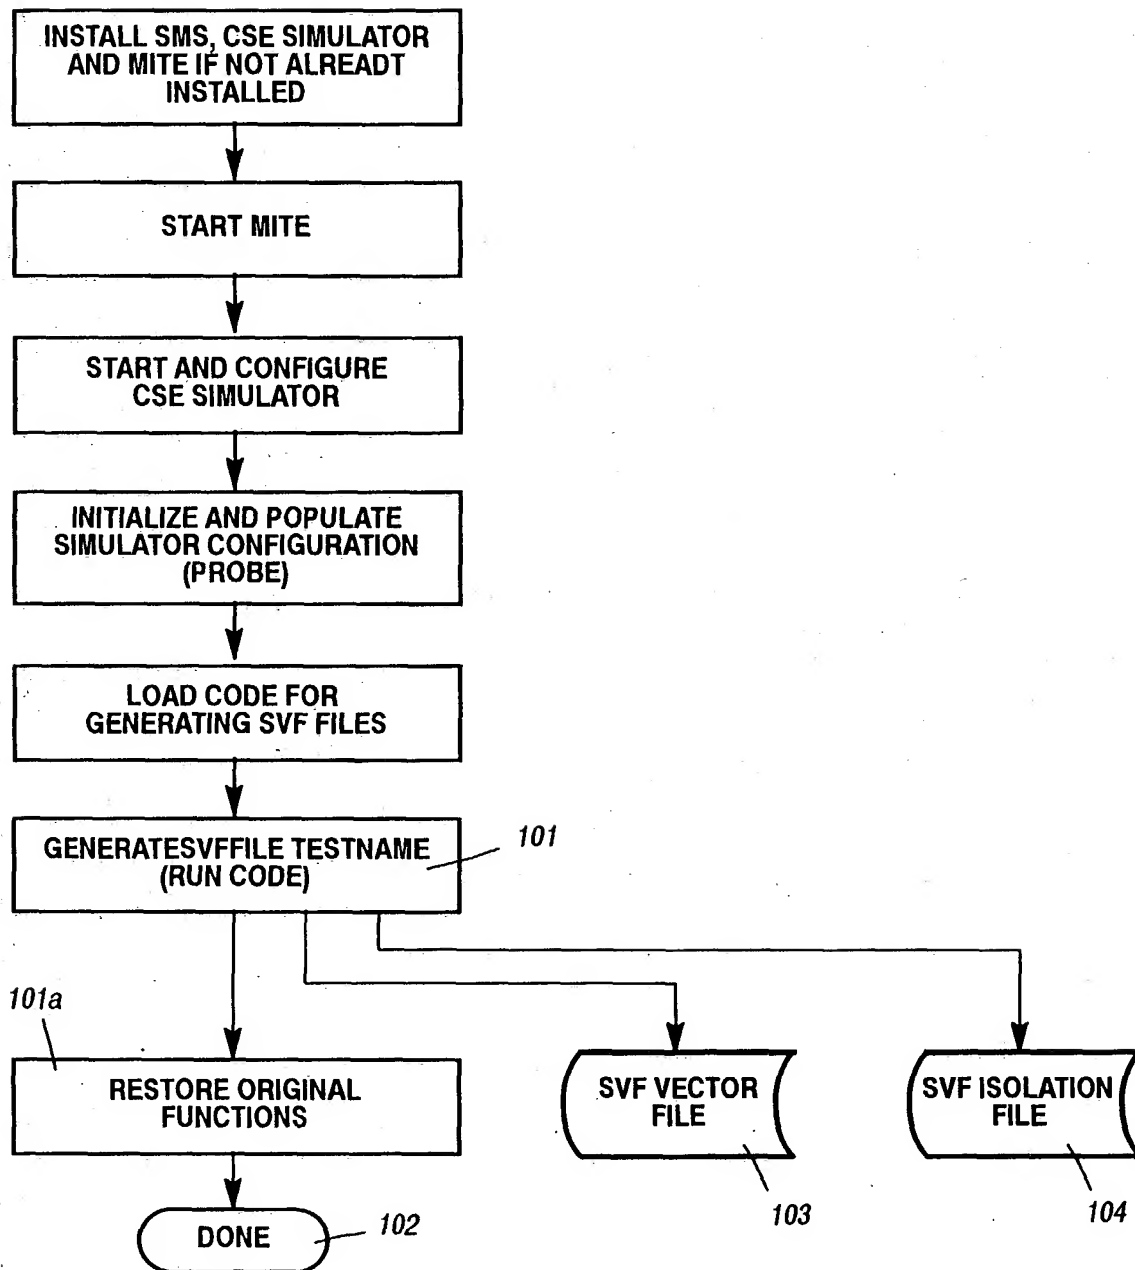 INSTALL SMS, CSE SIMULATOR
AND MITE IF NOT ALREADT
INSTALLED
START MITE
START AND CONFIGURE
CSE SIMULATOR
INITIALIZE AND POPULATE
SIMULATOR CONFIGURATION
(PROBE)
LOAD CODE FOR
GENERATING SVF FILES
GENERATESVFFILE TESTNAME
(RUN CODE)
101
101a
RESTORE ORIGINAL
FUNCTIONS
SVF VECTOR
FILE
103
SVF ISOLATION
FILE
104
DONE
102